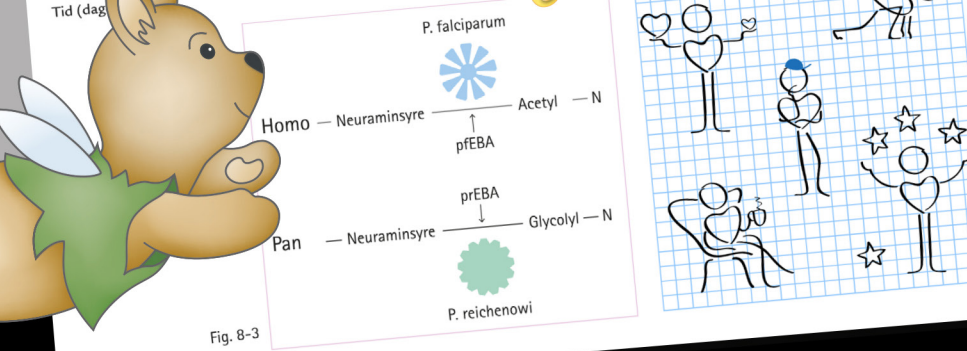 Tid (dag
P. falciparum
Homo — Neuraminsyre — Acetyl — N
pfEBA
prEBA
Pan — Neuraminsyre — Glycolyl — N
P. reichenowi
Fig. 8-3